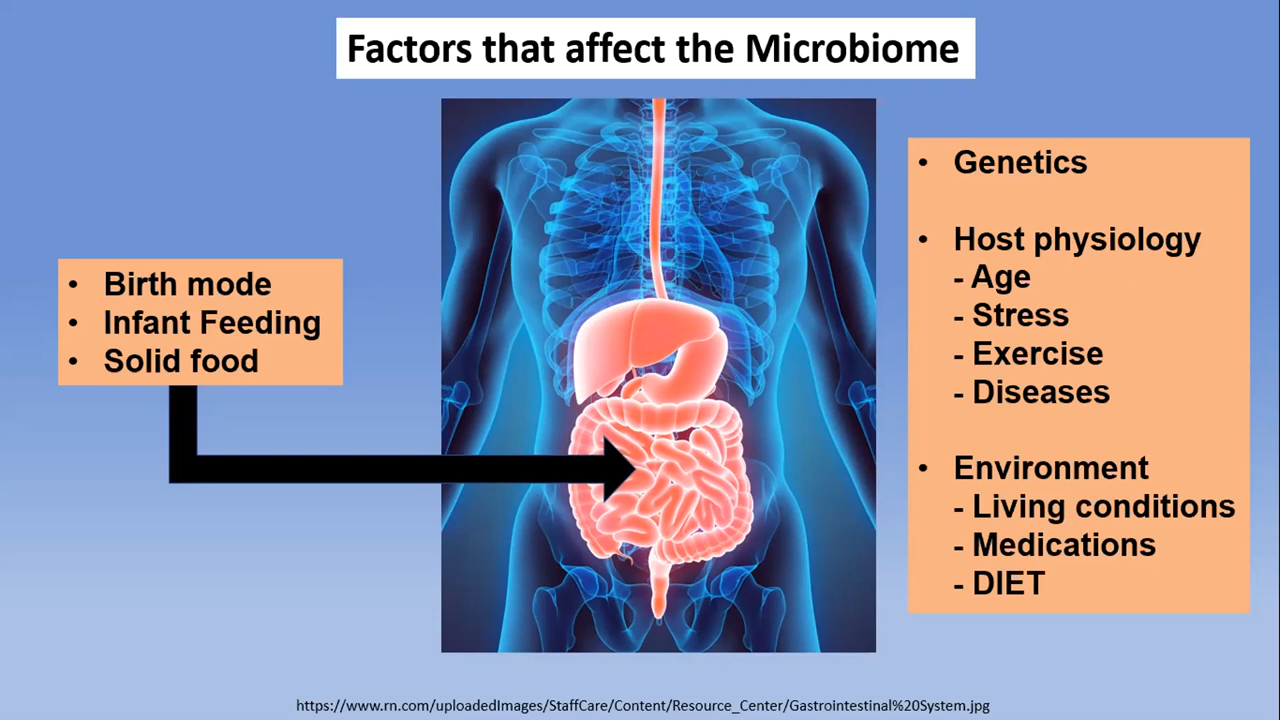 Factors that affect the Microbiome
• Birth mode
• Infant Feeding
• Solid food
• Genetics
• Host physiology
- Age
- Stress
- Exercise
- Diseases
• Environment
- Living conditions
- Medications
- DIET
https://www.rn.com/uploadedImages/StaffCare/Content/Resource_Center/Gastrointestinal%20System.jpg